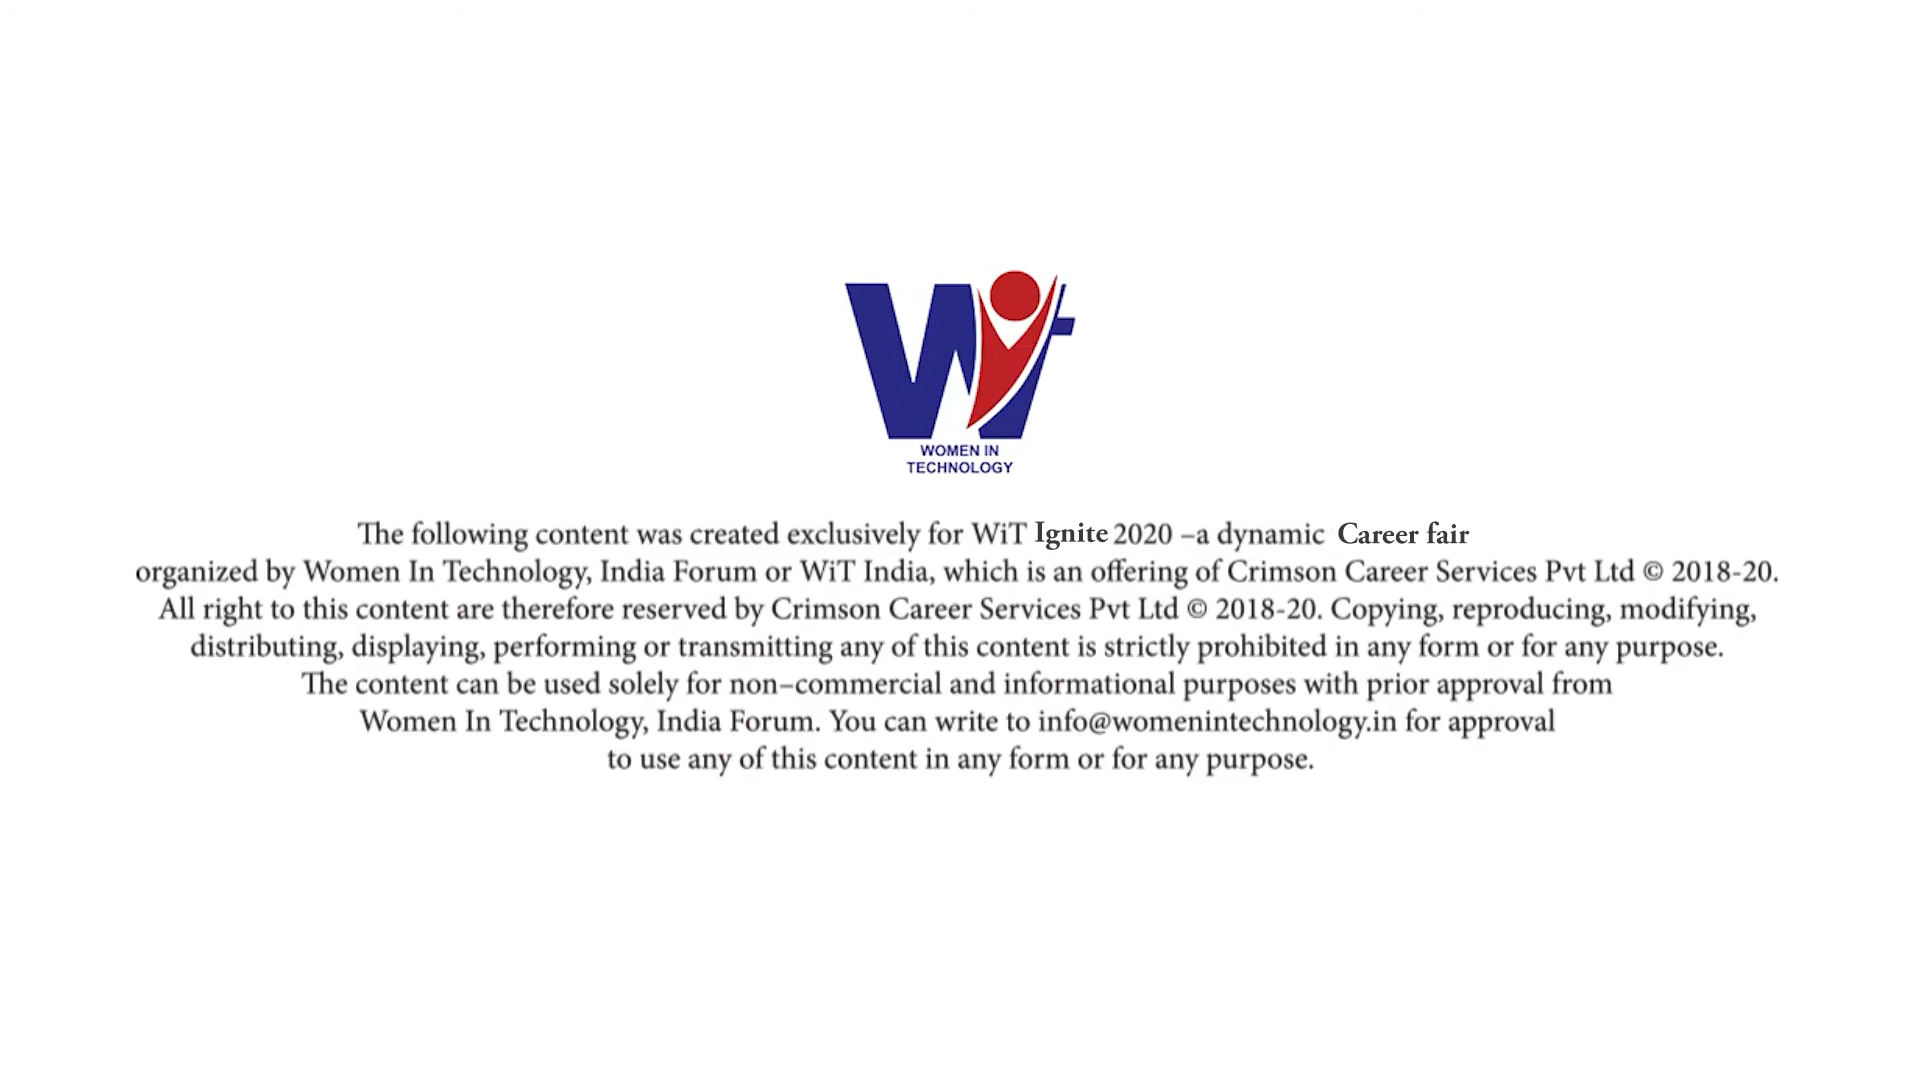 WiT
WOMEN IN
TECHNOLOGY
The following content was created exclusively for WiT Ignite 2020 –a dynamic Career fair
organized by Women In Technology, India Forum or WiT India, which is an offering of Crimson Career Services Pvt Ltd © 2018-20.
All right to this content are therefore reserved by Crimson Career Services Pvt Ltd © 2018-20. Copying, reproducing, modifying,
distributing, displaying, performing or transmitting any of this content is strictly prohibited in any form or for any purpose.
The content can be used solely for non–commercial and informational purposes with prior approval from
Women In Technology, India Forum. You can write to info@womenintechnology.in for approval
to use any of this content in any form or for any purpose.